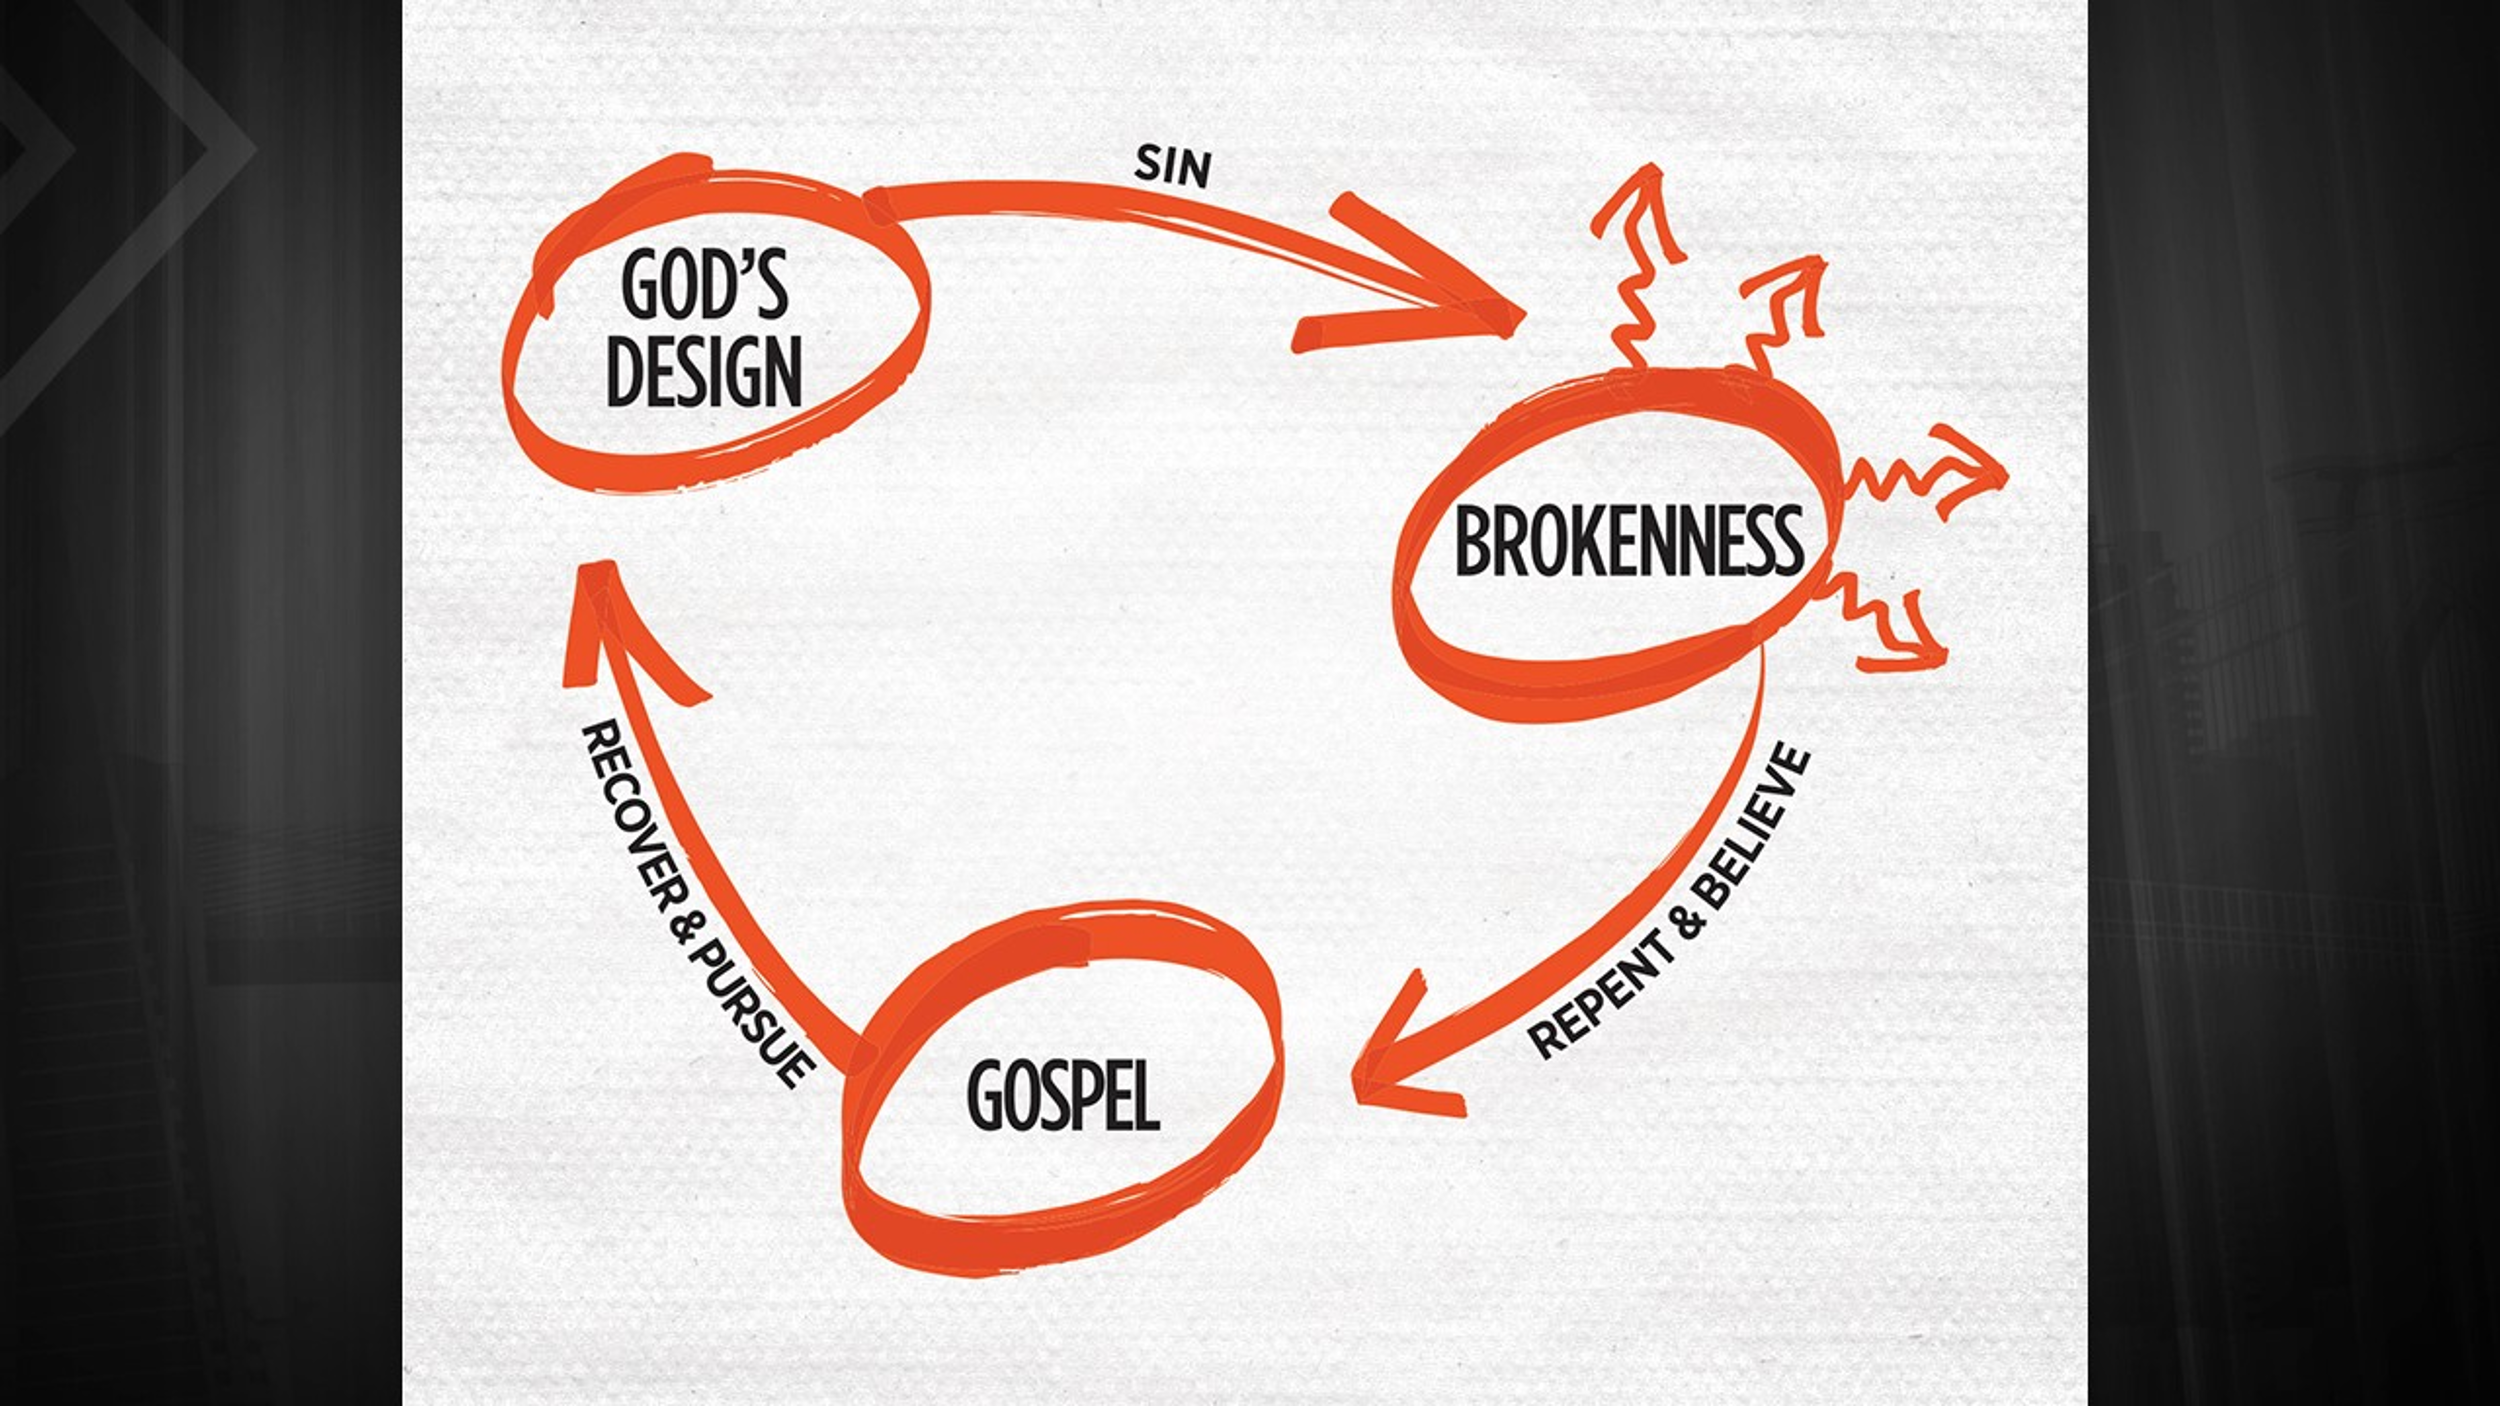 SIN
GOD'S
DESIGN
BROKENNESS
REPENT & BELIEVE
GOSPEL
RECOVER & PURSUE